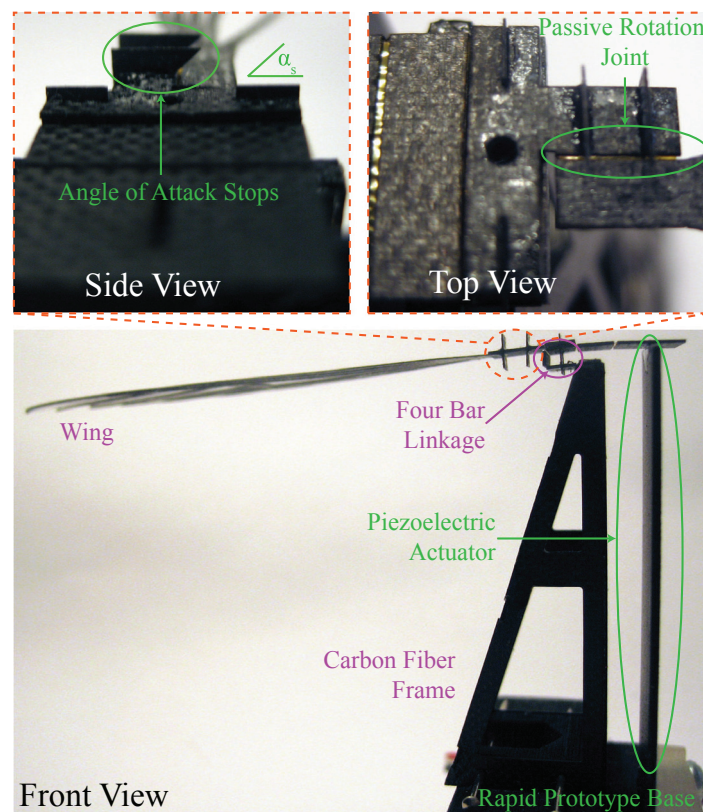 α_s
Angle of Attack Stops
Side View
Passive Rotation
Joint
Top View
Wing
Four Bar
Linkage
Piezoelectric
Actuator
Carbon Fiber
Frame
Front View
Rapid Prototype Base